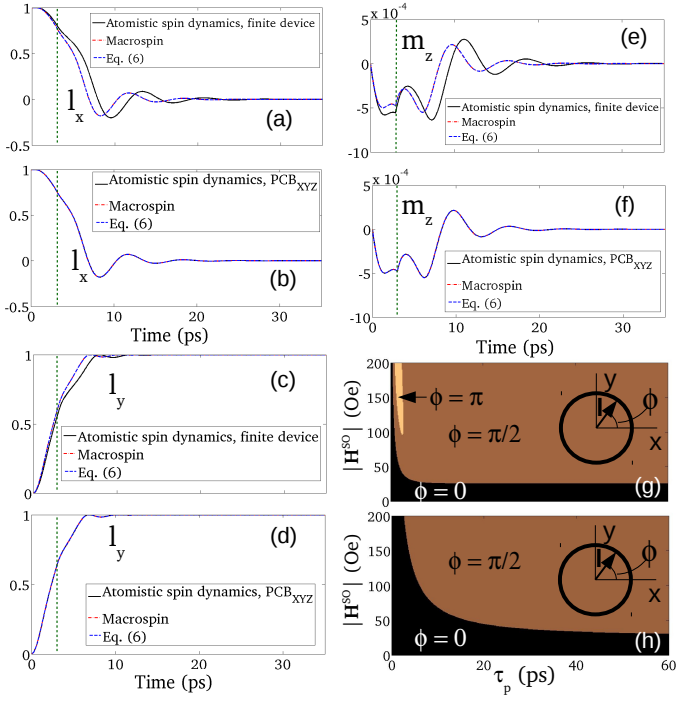 1
0.5
0
-0.5
Atomistic spin dynamics, finite device
Macrospin
Eq. (6)
l_x
(a)
1
0.5
0
-0.5
Atomistic spin dynamics, PCB_XYZ
Macrospin
Eq. (6)
l_x
(b)
0 10 20 30
Time (ps)
1
0.5
0
(c)
l_y
Atomistic spin dynamics, finite device
Macrospin
Eq. (6)
1
0.5
0
(d)
l_y
Atomistic spin dynamics, PCB_XYZ
Macrospin
Eq. (6)
0 10 20 30
Time (ps)
5 x 10^-4
0
-5
-10
m_z
(e)
Atomistic spin dynamics, finite device
Macrospin
Eq. (6)
5 x 10^-4
0
-5
-10
m_z
(f)
Atomistic spin dynamics, PCB_XYZ
Macrospin
Eq. (6)
0 10 20 30
Time (ps)
|H^SO| (Oe)
200
150
100
50
0
ϕ = π
ϕ = π/2
ϕ = 0
y
l
ϕ
x
(g)
|H^SO| (Oe)
200
150
100
50
0
ϕ = π/2
ϕ = 0
y
l
ϕ
x
(h)
0 20 40 60
τ_p (ps)